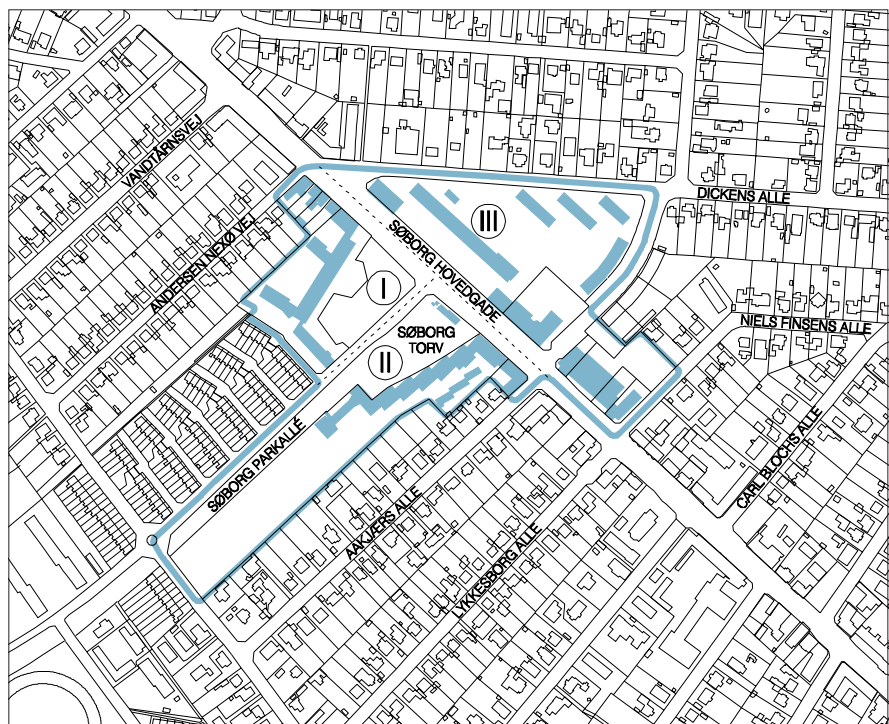 VANDTÅRNSVEJ
DICKENS ALLE
III
SØBORG HOVEDGADE
ANDERSEN NEXØ VEJ
I
NIELS FINSENS ALLE
SØBORG
TORV
II
CARL BLOCHS ALLE
SØBORG PARKALLÉ
AAKJÆRS ALLE
LYKKESBORG ALLE